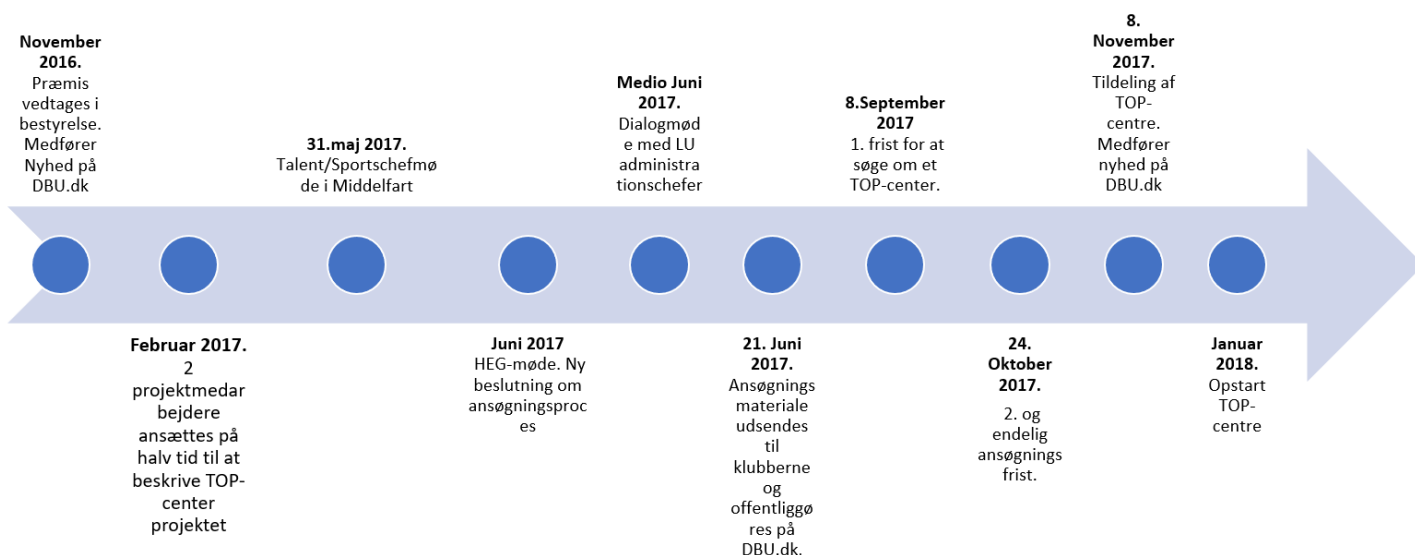 November
2016.
Præmis
vedtages i
bestyrelse.
Medfører
Nyhed på
DBU.dk
Februar 2017.
2
projektmedar
bejdere
ansættes på
halv tid til at
beskrive TOP-
center
projektet
31.maj 2017.
Talent/Sportschefmø
de i Middelfart
Juni 2017
HEG-møde. Ny
beslutning om
ansøgningsproc
es
Medio Juni
2017.
Dialogmød
e med LU
administra
tionschefer
21. Juni
2017.
Ansøgnings
materiale
udsendes
til
klubberne
og
offentliggø
res på
DBU.dk.
8.September
2017
1. frist for at
søge om et
TOP-center.
24.
Oktober
2017.
2. og
endelig
ansøgnings
frist.
8.
November
2017.
Tildeling af
TOP-
centre.
Medfører
nyhed på
DBU.dk
Januar
2018.
Opstart
TOP-
centre